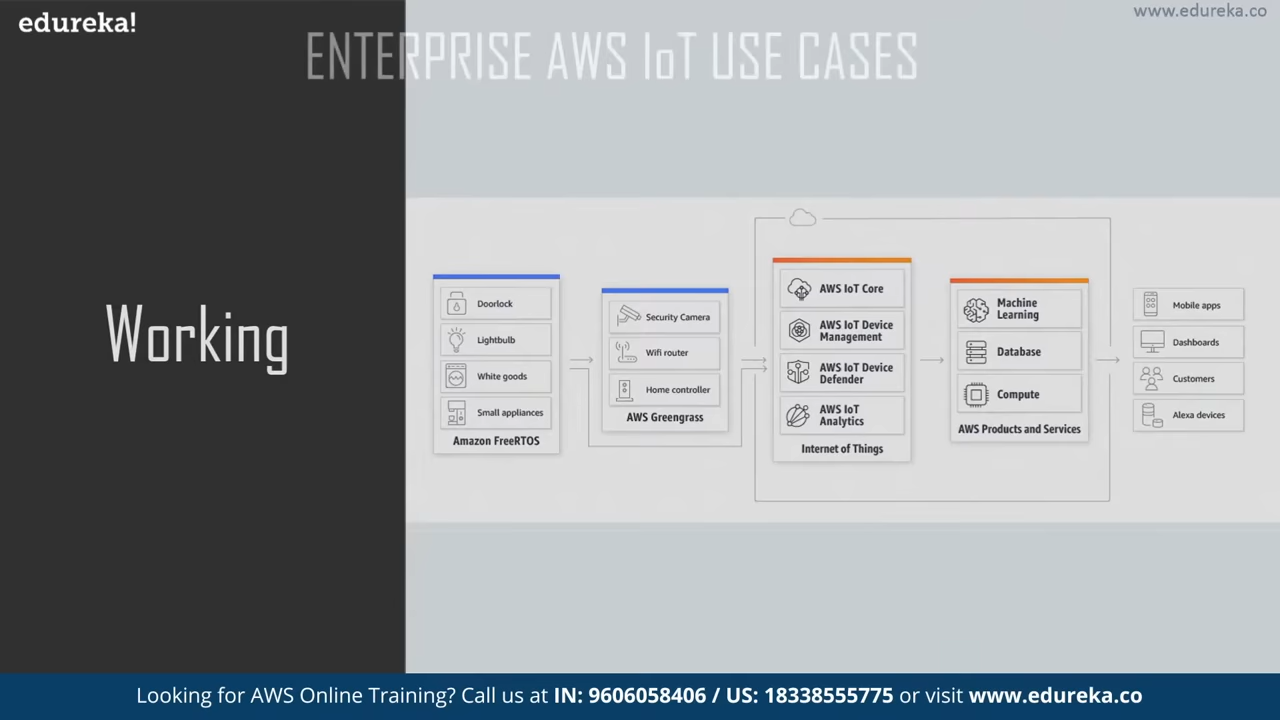 edureka!
www.edureka.co
ENTERPRISE AWS IoT USE CASES
Working
Doorlock
Lightbulb
White goods
Small appliances
Amazon FreeRTOS
Security Camera
Wifi router
Home controller
AWS Greengrass
AWS IoT Core
AWS IoT Device
Management
AWS IoT Device
Defender
AWS IoT
Analytics
Internet of Things
Machine
Learning
Database
Compute
AWS Products and Services
Mobile apps
Dashboards
Customers
Alexa devices
Looking for AWS Online Training? Call us at IN: 9606058406 / US: 18338555775 or visit www.edureka.co